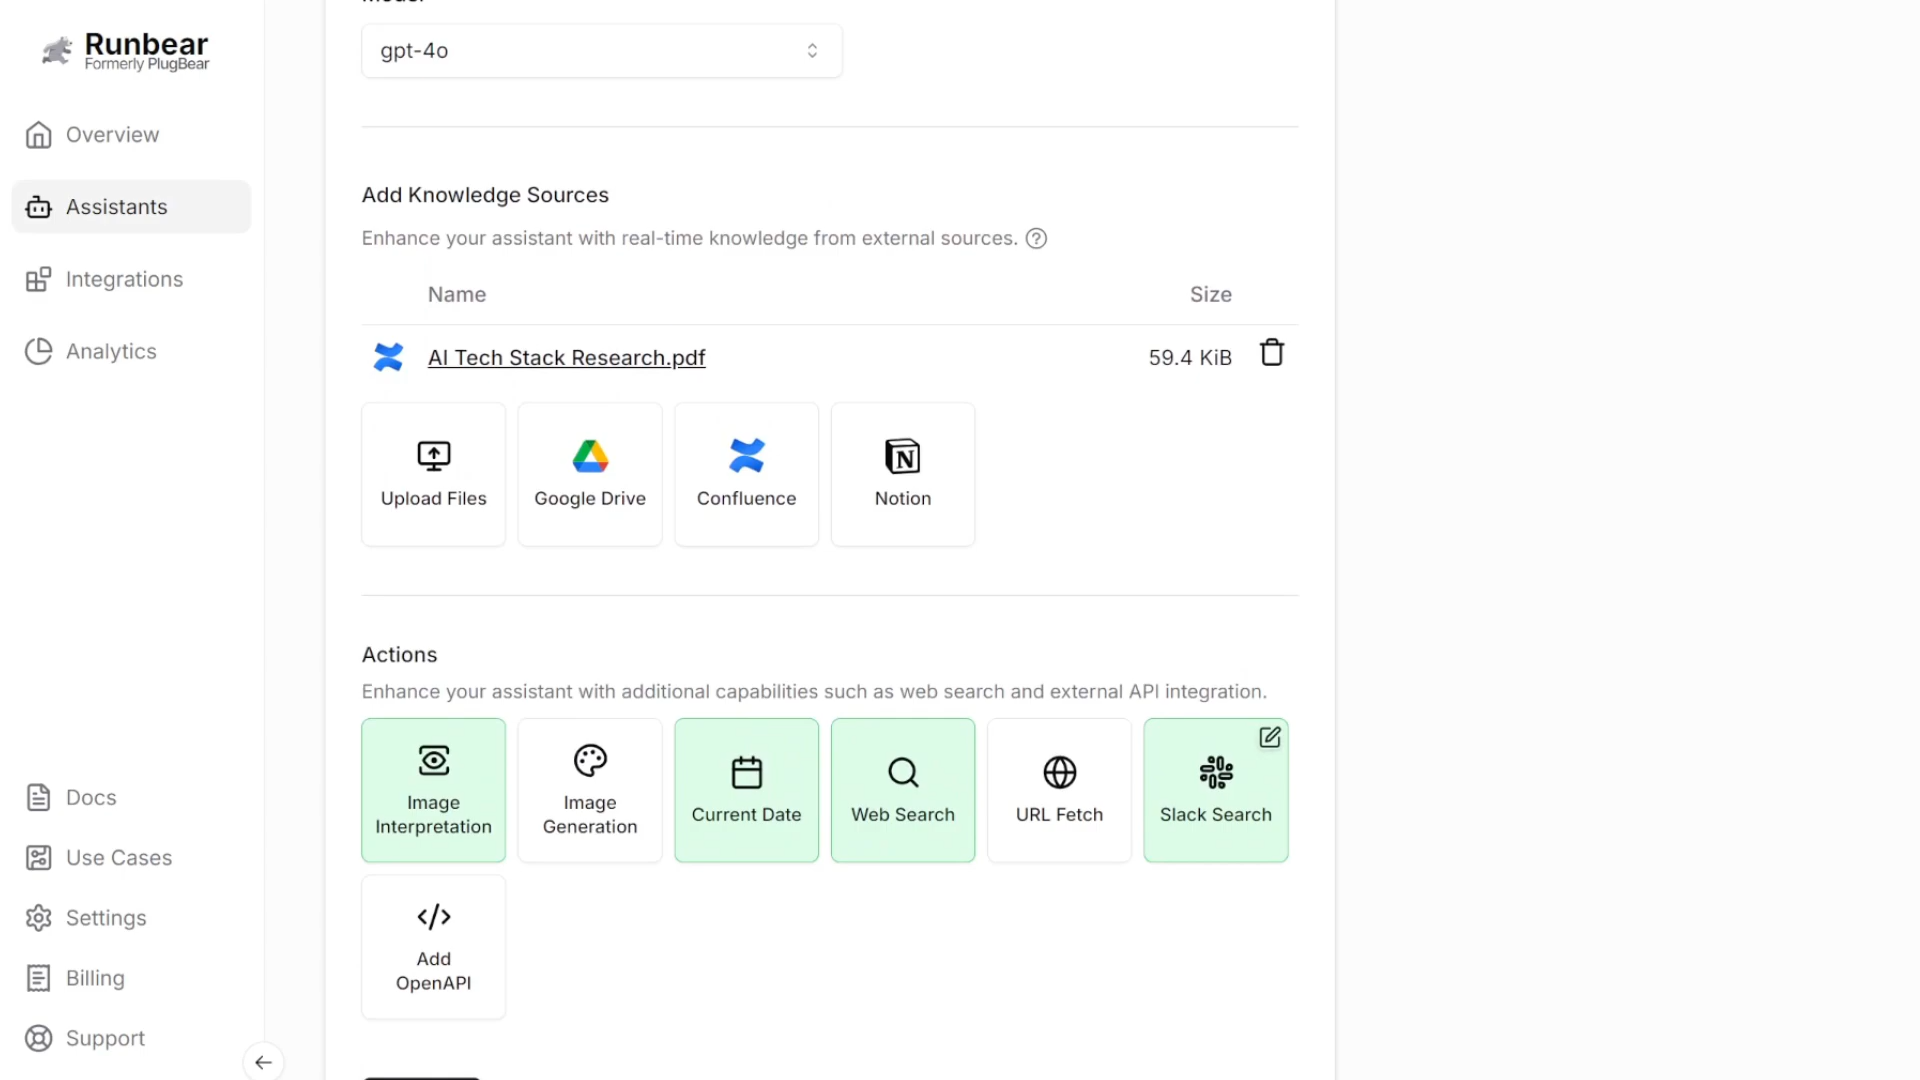 Runbear
Formerly PlugBear
Overview
Assistants
Integrations
Analytics
Docs
Use Cases
Settings
Billing
Support
Model
gpt-4o
Add Knowledge Sources
Enhance your assistant with real-time knowledge from external sources.
Name Size
AI Tech Stack Research.pdf 59.4 KiB
Upload Files
Google Drive
Confluence
Notion
Actions
Enhance your assistant with additional capabilities such as web search and external API integration.
Image
Interpretation
Image
Generation
Current Date
Web Search
URL Fetch
Slack Search
Add
OpenAPI